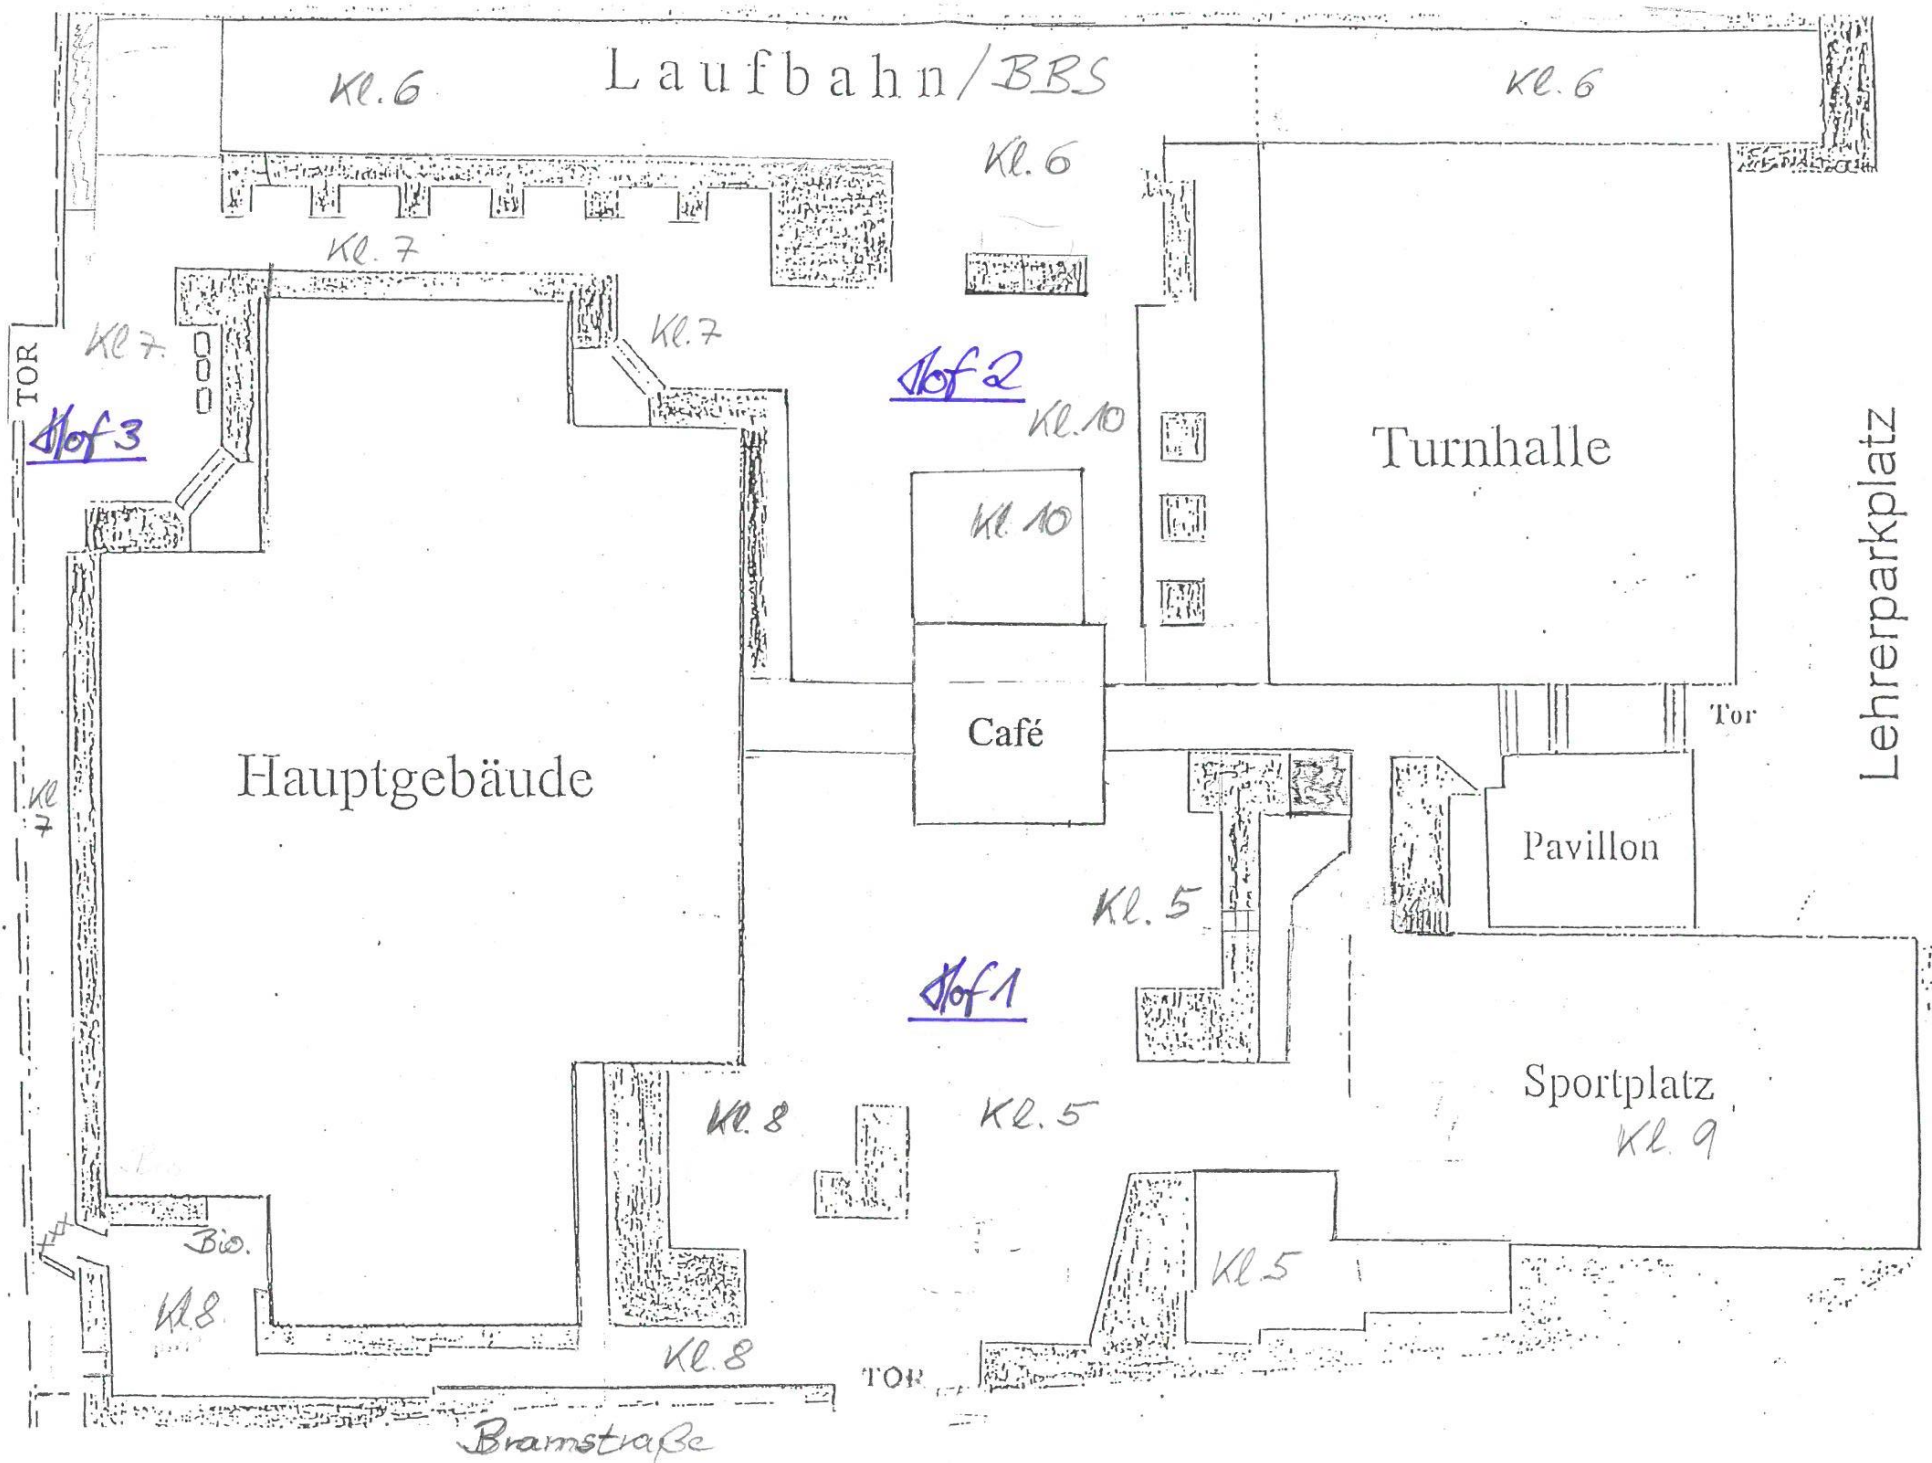 Laufbahn/BBS
Kl. 6
Kl. 6
Kl. 6
Kl. 7
Kl 7.
Kl. 7
TOR
Hof 3
Hof 2
Kl. 10
Kl. 10
Turnhalle
Lehrerparkplatz
Café
Tor
Hauptgebäude
Kl
7
Pavillon
Kl. 5
Hof 1
Sportplatz
Kl. 9
Kl. 8
Kl. 5
Bio.
Kl 5
Kl 8.
Kl. 8
TOR
Bramstraße